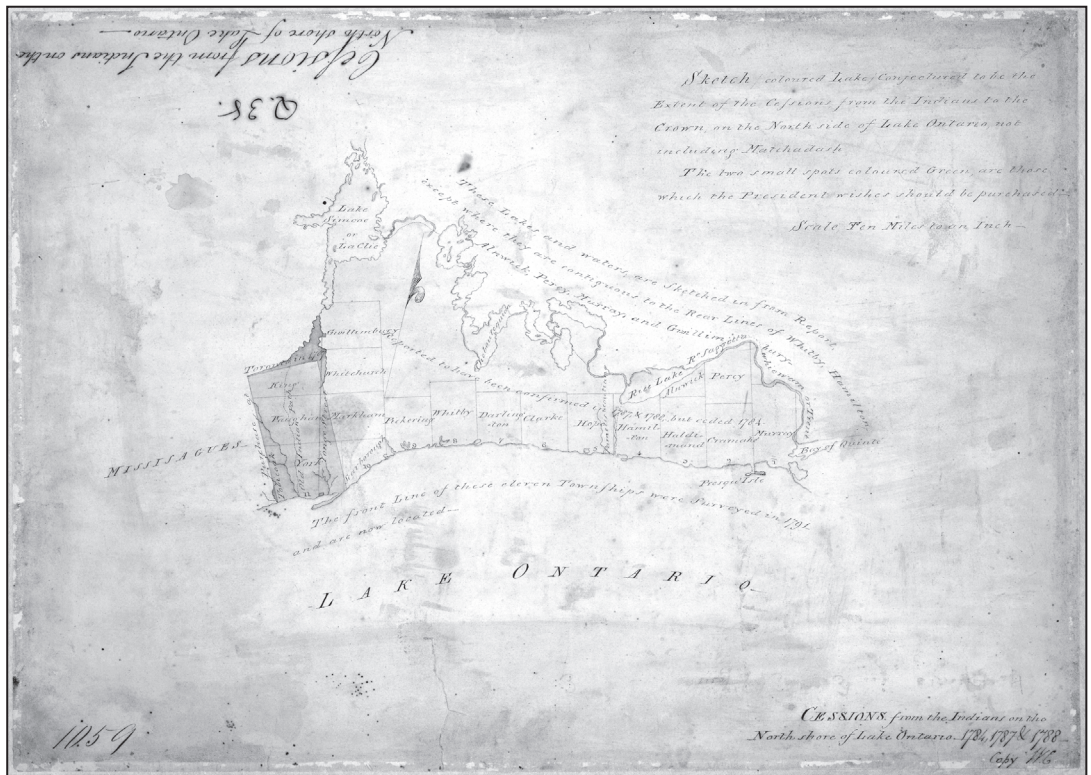 Cessions from the Indians on the
North shore of Lake Ontario—
Q.35.
Sketch coloured Lake, Conjectured to be the
Extent of the Cessions from the Indians to the
Crown, on the North side of Lake Ontario, not
including Matchadash
The two small spots coloured Green, are those
which the President wishes should be purchased
Scale Ten Miles to an Inch—
These Lakes and waters, are Sketched in from Report
except where they are contiguous to the Rear Lines of Whitby, Hamilton,
Alnwick, Percy, Murray, and Gwillim-
bury.
Lake
Simcoe
or
La Clie
Gwillimbury
Whitchurch
King
Vaughan
Markham
Pickering
Whitby
Darling
-ton
Clarke
Hope
Hamil
-ton
Haldi
-mand
Cramahe
Murray
Percy
Alnwick
Rice Lake
or Trent
Reported to have been confirmed in 1787 & 1788, but ceded 1784
York
Scarborough
MISSISAGUES
Bay of Quinté
Presqu Isle
The front Line of these eleven Townships were Surveyed in 1791.
and are now located—
LAKE ONTARIO
1059
CESSIONS, from the Indians on the
North shore of Lake Ontario. 1784, 1787 & 1788—
Copy